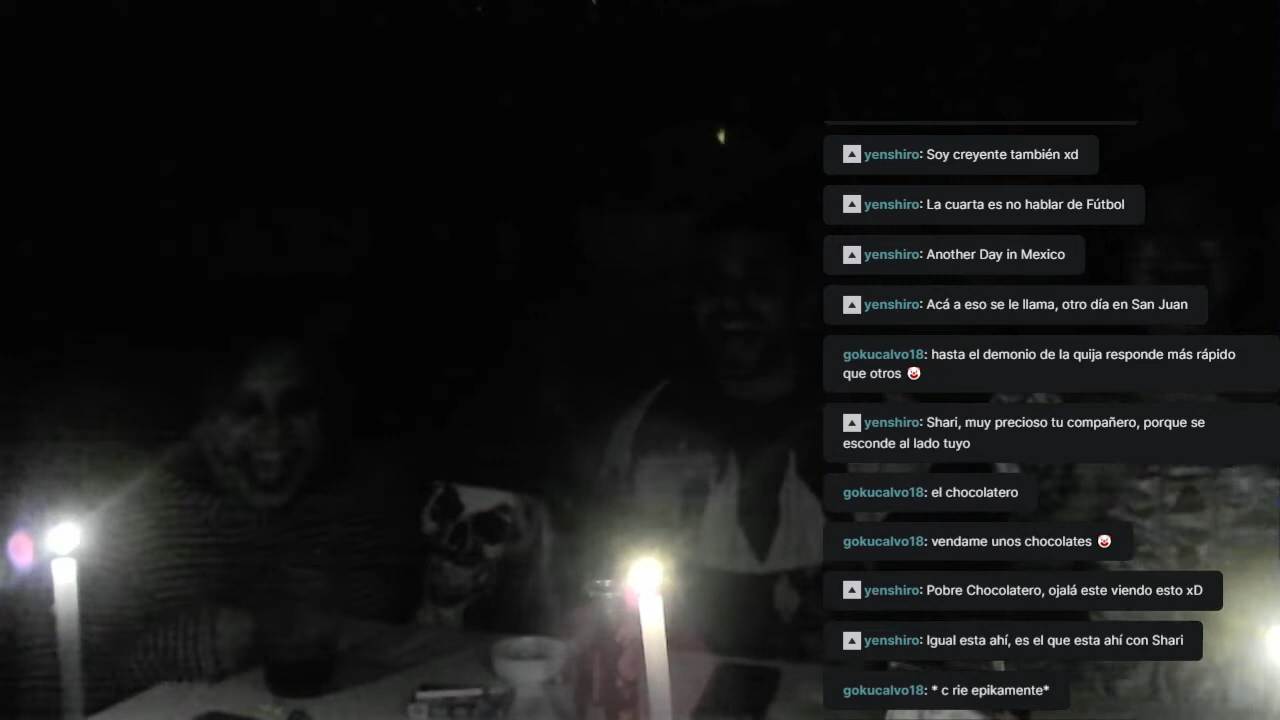 yenshiro: Soy creyente también xd
yenshiro: La cuarta es no hablar de Fútbol
yenshiro: Another Day in Mexico
yenshiro: Acá a eso se le llama, otro día en San Juan
gokucalvo18: hasta el demonio de la quija responde más rápido
que otros
yenshiro: Shari, muy precioso tu compañero, porque se
esconde al lado tuyo
gokucalvo18: el chocolatero
gokucalvo18: vendame unos chocolates
yenshiro: Pobre Chocolatero, ojalá este viendo esto xD
yenshiro: Igual esta ahí, es el que esta ahí con Shari
gokucalvo18: * c rie epikamente*